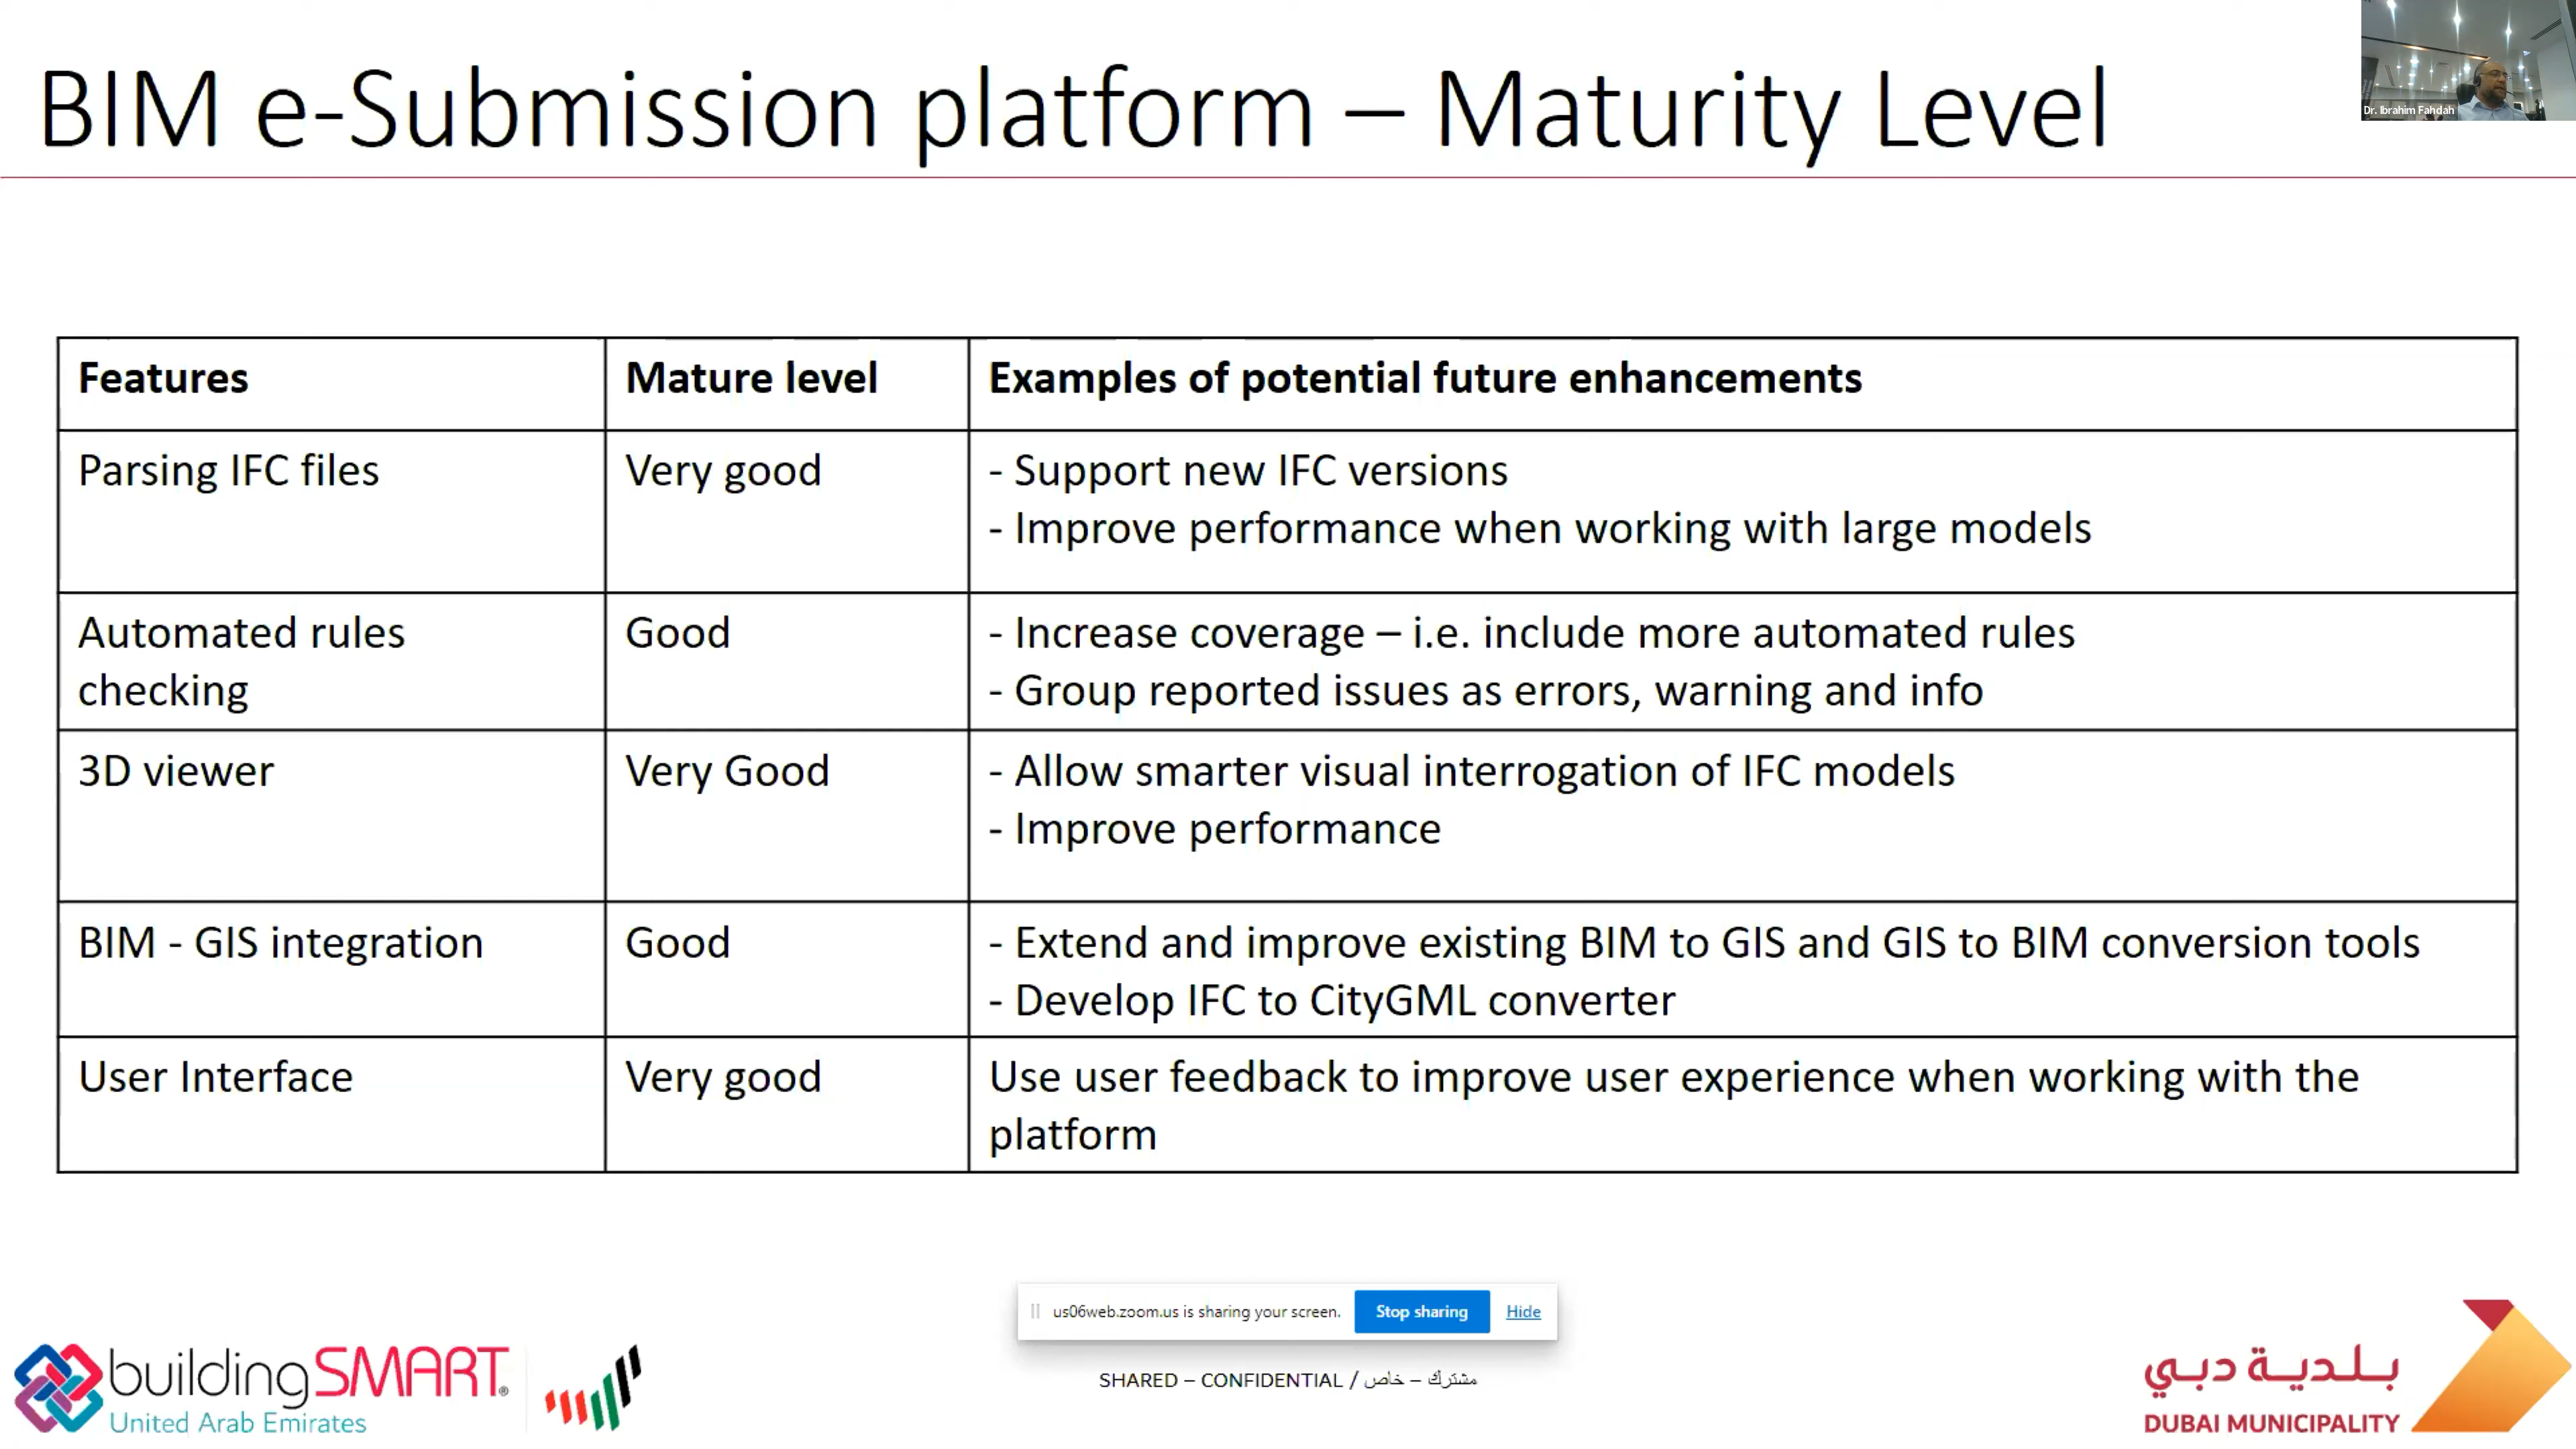 BIM e-Submission platform – Maturity Level
Dr. Ibrahim Fahdah
Features
Mature level
Examples of potential future enhancements
Parsing IFC files
Very good
- Support new IFC versions
- Improve performance when working with large models
Automated rules
checking
Good
- Increase coverage – i.e. include more automated rules
- Group reported issues as errors, warning and info
3D viewer
Very Good
- Allow smarter visual interrogation of IFC models
- Improve performance
BIM - GIS integration
Good
- Extend and improve existing BIM to GIS and GIS to BIM conversion tools
- Develop IFC to CityGML converter
User Interface
Very good
Use user feedback to improve user experience when working with the
platform
us06web.zoom.us is sharing your screen. Stop sharing Hide
SHARED – CONFIDENTIAL / مشترك – خاص
buildingSMART®
United Arab Emirates
بلدية دبي
DUBAI MUNICIPALITY